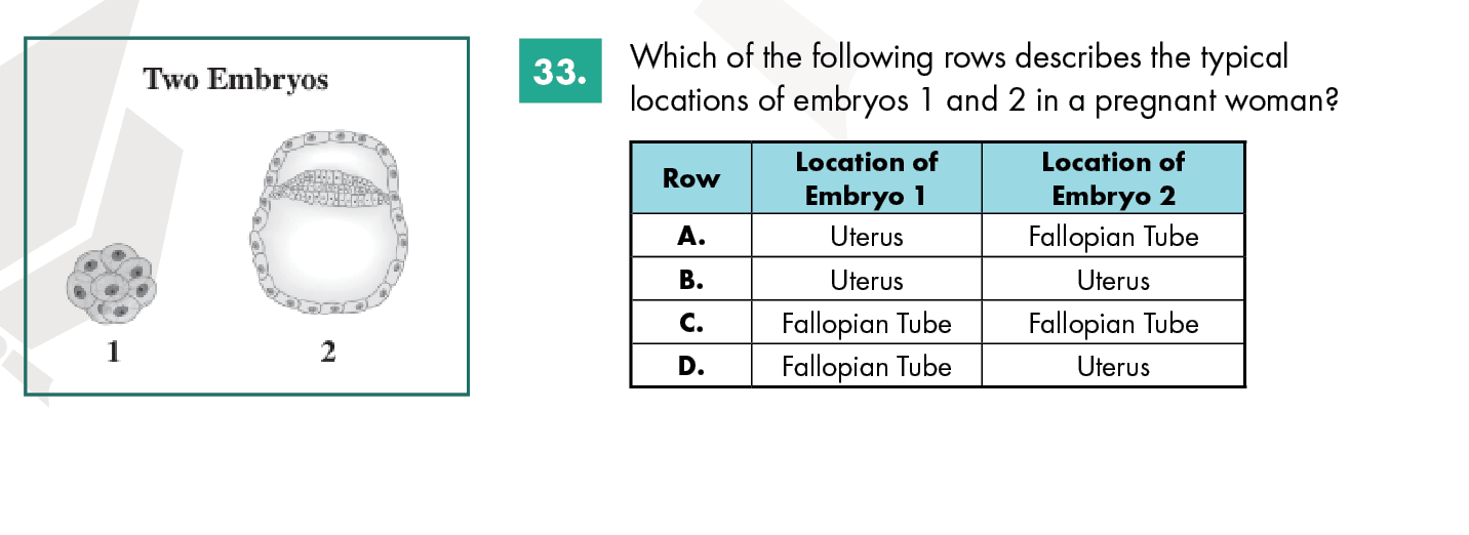 Two Embryos
1
2
33.
Which of the following rows describes the typical
locations of embryos 1 and 2 in a pregnant woman?
Row
Location of
Embryo 1
Location of
Embryo 2
A. Uterus Fallopian Tube
B. Uterus Uterus
C. Fallopian Tube Fallopian Tube
D. Fallopian Tube Uterus